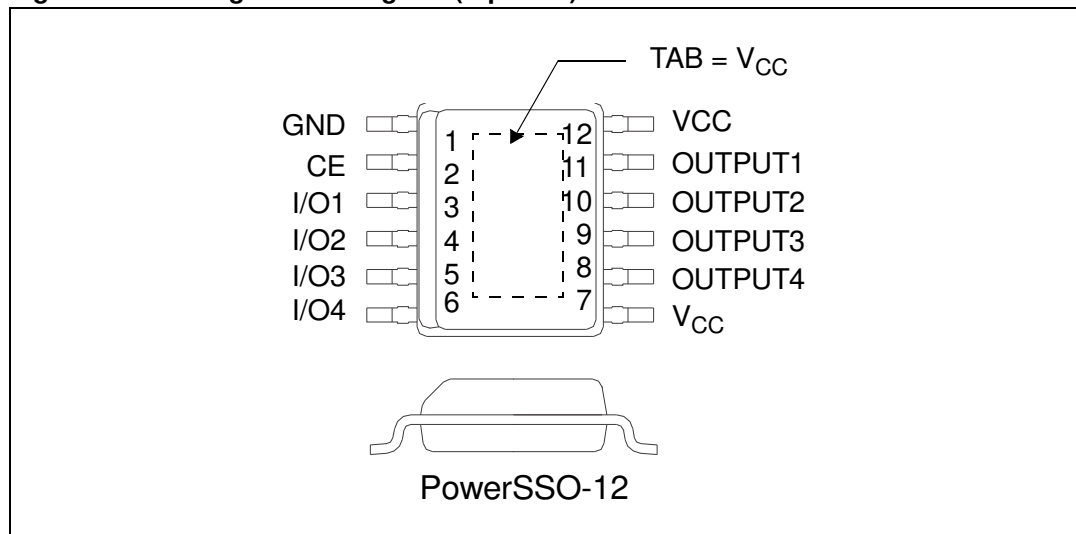 TAB = VCC
GND 1 12 VCC
CE 2 11 OUTPUT1
I/O1 3 10 OUTPUT2
I/O2 4 9 OUTPUT3
I/O3 5 8 OUTPUT4
I/O4 6 7 VCC
PowerSSO-12